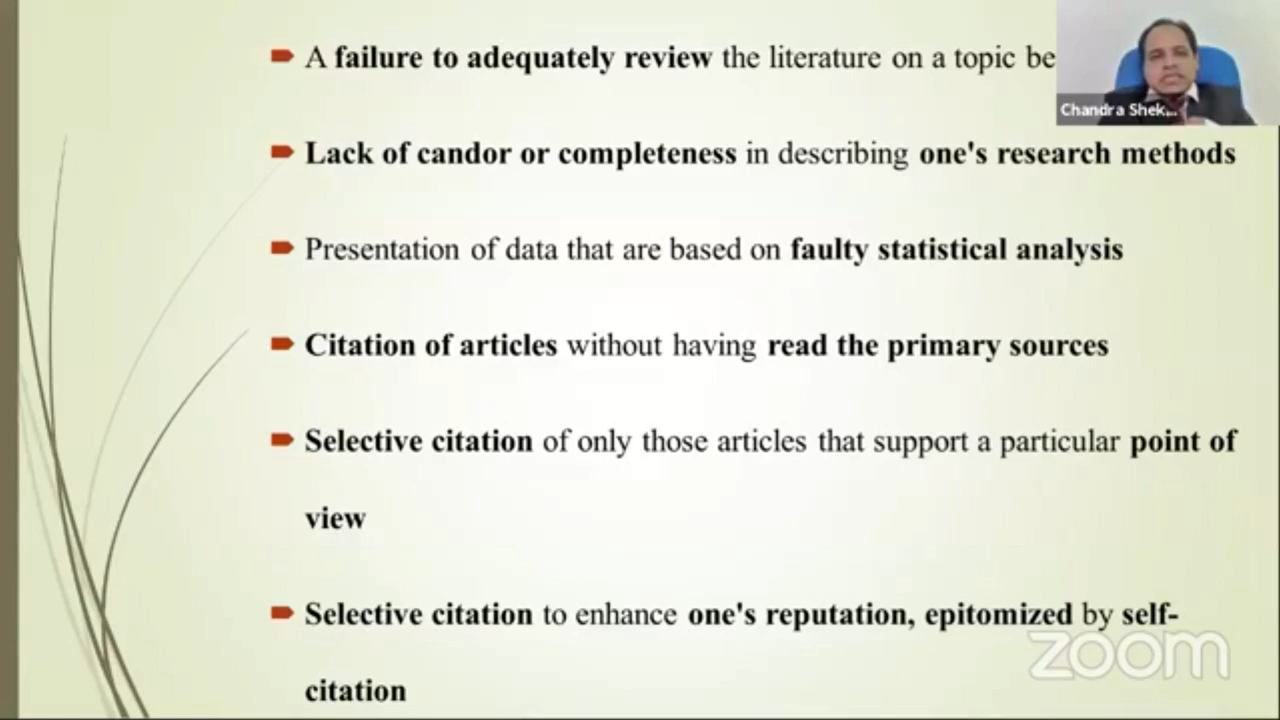 A failure to adequately review the literature on a topic be
Chandra Shek...
Lack of candor or completeness in describing one's research methods
Presentation of data that are based on faulty statistical analysis
Citation of articles without having read the primary sources
Selective citation of only those articles that support a particular point of
view
Selective citation to enhance one's reputation, epitomized by self-
citation
zoom